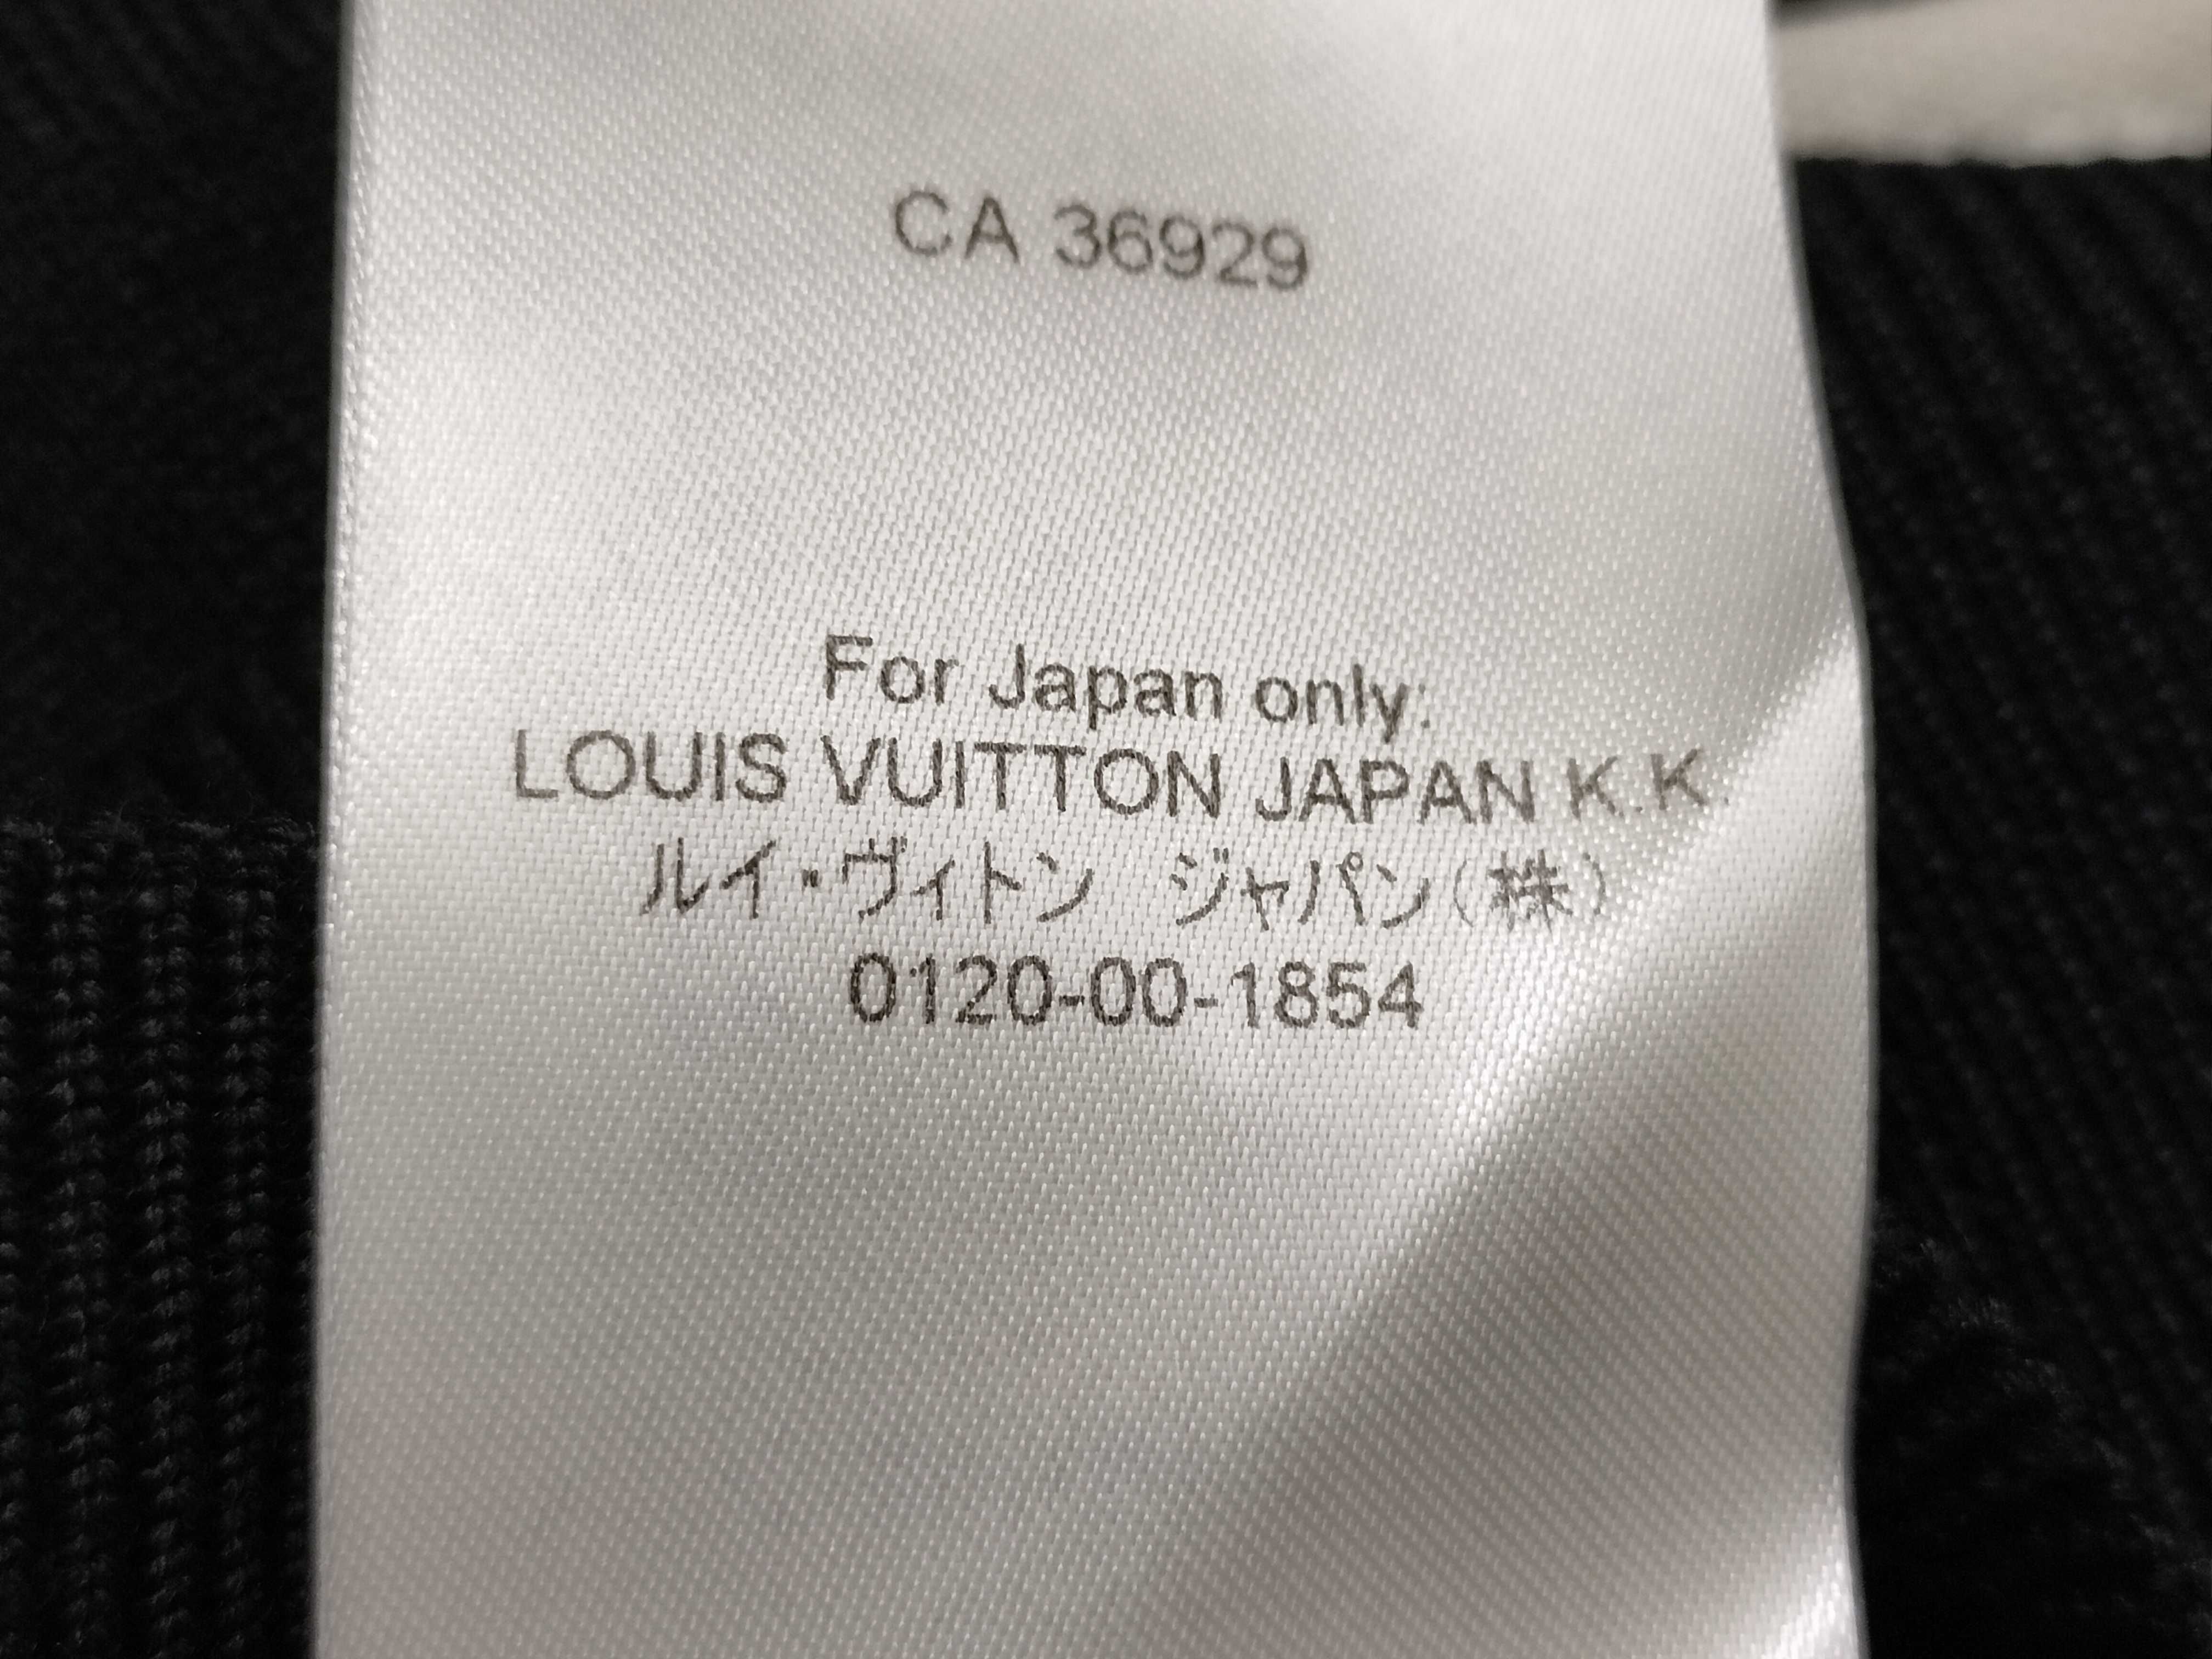 CA 36929
For Japan only:
LOUIS VUITTON JAPAN K.K.
ルイ・ヴィトン　ジャパン(株)
0120-00-1854